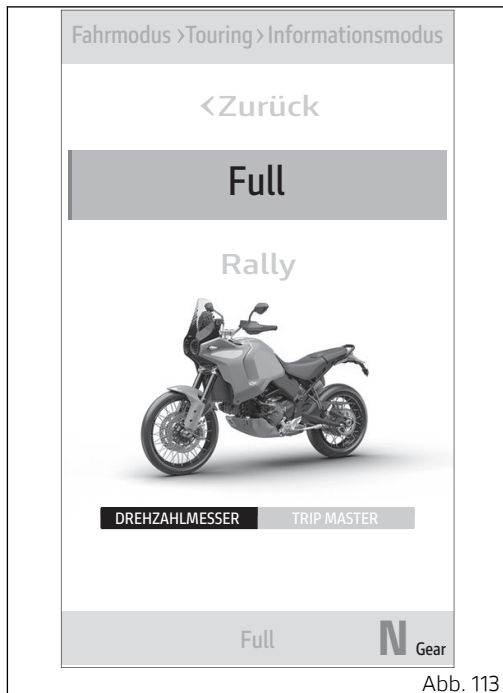 Fahrmodus >Touring> Informationsmodus
<Zurück
Full
Rally
DREHZAHLMESSER TRIP MASTER
Full N Gear
Abb. 113